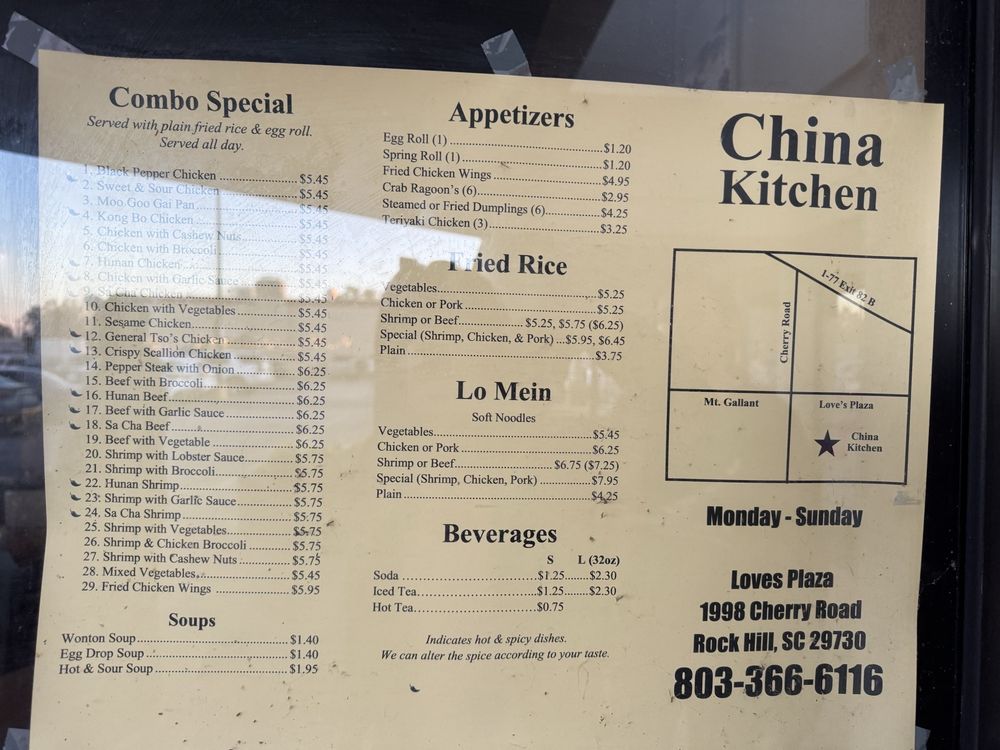 Combo Special
Served with plain fried rice & egg roll.
Served all day.
1. Black Pepper Chicken $5.45
2. Sweet & Sour Chicken $5.45
3. Moo Goo Gai Pan $5.45
4. Kong Bo Chicken $5.45
5. Chicken with Cashew Nuts $5.45
6. Chicken with Broccoli $5.45
7. Hunan Chicken $5.45
8. Chicken with Garlic Sauce $5.45
9. Sa Cha Chicken $5.45
10. Chicken with Vegetables $5.45
11. Sesame Chicken $5.45
12. General Tso's Chicken $5.45
13. Crispy Scallion Chicken $5.45
14. Pepper Steak with Onion $6.25
15. Beef with Broccoli $6.25
16. Hunan Beef $6.25
17. Beef with Garlic Sauce $6.25
18. Sa Cha Beef $6.25
19. Beef with Vegetable $6.25
20. Shrimp with Lobster Sauce $5.75
21. Shrimp with Broccoli $5.75
22. Hunan Shrimp $5.75
23. Shrimp with Garlic Sauce $5.75
24. Sa Cha Shrimp $5.75
25. Shrimp with Vegetables $5.75
26. Shrimp & Chicken Broccoli $5.75
27. Shrimp with Cashew Nuts $5.75
28. Mixed Vegetables $5.45
29. Fried Chicken Wings $5.95
Soups
Wonton Soup $1.40
Egg Drop Soup $1.40
Hot & Sour Soup $1.95
Appetizers
Egg Roll (1) $1.20
Spring Roll (1) $1.20
Fried Chicken Wings $4.95
Crab Ragoon's (6) $2.95
Steamed or Fried Dumplings (6) $4.25
Teriyaki Chicken (3) $3.25
Fried Rice
Vegetables $5.25
Chicken or Pork $5.25
Shrimp or Beef $5.25, $5.75 ($6.25)
Special (Shrimp, Chicken, & Pork) $5.95, $6.45
Plain $3.75
Lo Mein
Soft Noodles
Vegetables $5.45
Chicken or Pork $6.25
Shrimp or Beef $6.75 ($7.25)
Special (Shrimp, Chicken, Pork) $7.95
Plain $4.25
Beverages
S L (32oz)
Soda $1.25 $2.30
Iced Tea $1.25 $2.30
Hot Tea $0.75
Indicates hot & spicy dishes.
We can alter the spice according to your taste.
China
Kitchen
I-77 Exit 82 B
Cherry Road
Mt. Gallant
Love's Plaza
China
Kitchen
Monday - Sunday
Loves Plaza
1998 Cherry Road
Rock Hill, SC 29730
803-366-6116